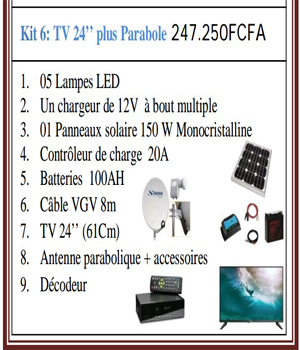 Kit 6: TV 24’’ plus Parabole 247.250FCFA
1. 05 Lampes LED
2. Un chargeur de 12V à bout multiple
3. 01 Panneaux solaire 150 W Monocristalline
4. Contrôleur de charge 20A
5. Batteries 100AH
6. Câble VGV 8m
7. TV 24’’ (61Cm)
8. Antenne parabolique + accessoires
9. Décodeur
STRONG